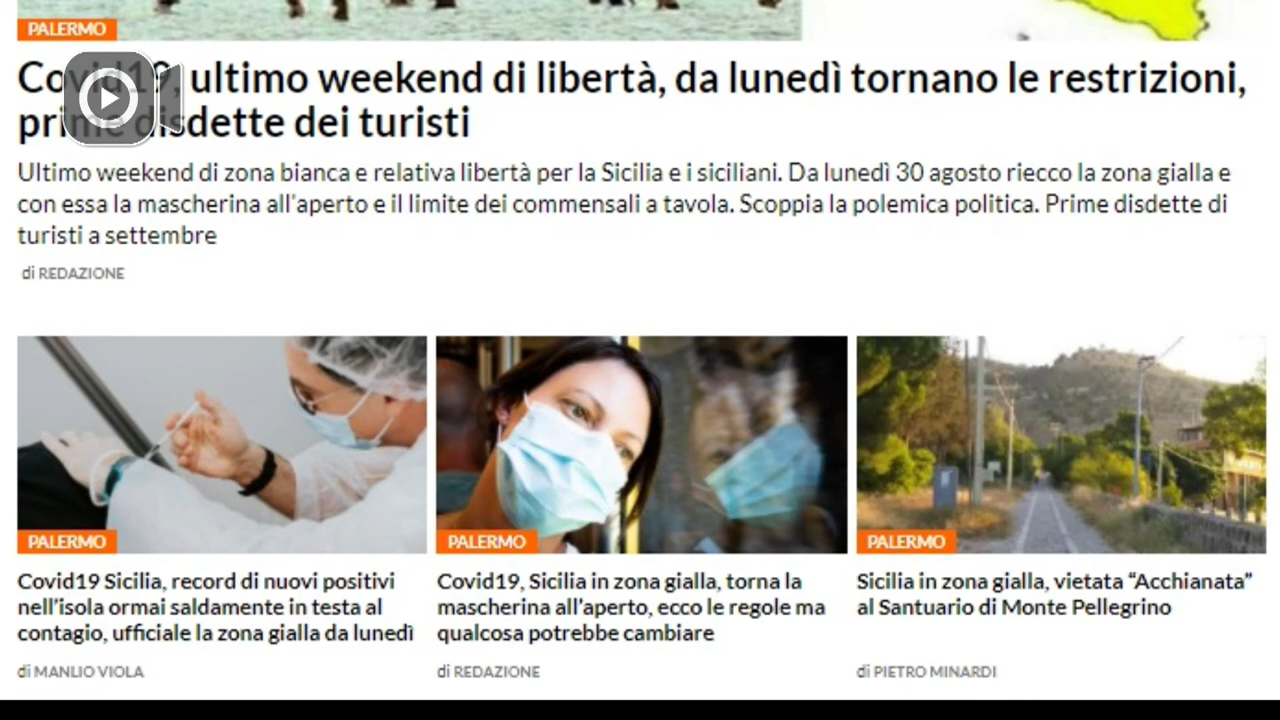 PALERMO
Covid19, ultimo weekend di libertà, da lunedì tornano le restrizioni,
prime disdette dei turisti
Ultimo weekend di zona bianca e relativa libertà per la Sicilia e i siciliani. Da lunedì 30 agosto riecco la zona gialla e
con essa la mascherina all'aperto e il limite dei commensali a tavola. Scoppia la polemica politica. Prime disdette di
turisti a settembre
di REDAZIONE
PALERMO
Covid19 Sicilia, record di nuovi positivi
nell'isola ormai saldamente in testa al
contagio, ufficiale la zona gialla da lunedì
di MANLIO VIOLA
PALERMO
Covid19, Sicilia in zona gialla, torna la
mascherina all'aperto, ecco le regole ma
qualcosa potrebbe cambiare
di REDAZIONE
PALERMO
Sicilia in zona gialla, vietata “Acchianata”
al Santuario di Monte Pellegrino
di PIETRO MINARDI